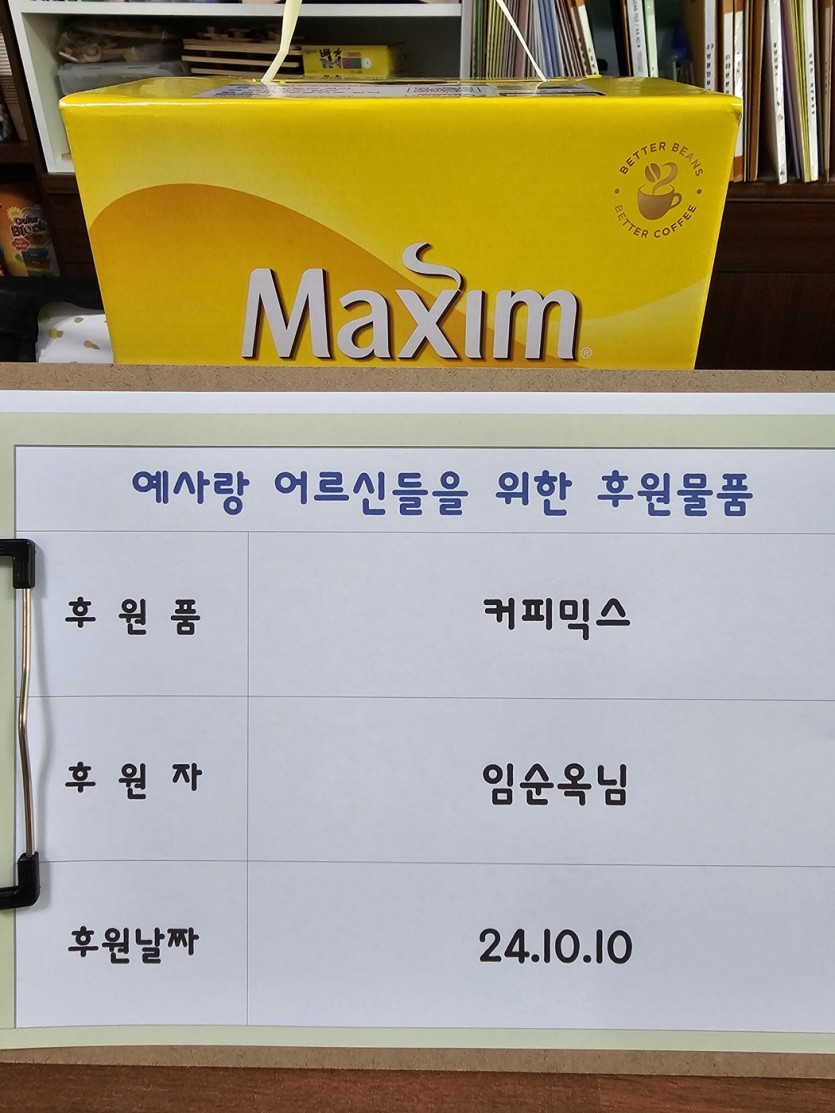 BETTER BEANS
BETTER COFFEE
Maxim
예사랑 어르신들을 위한 후원물품
후 원 품 커피믹스
후 원 자 임순옥님
후원날짜 24.10.10